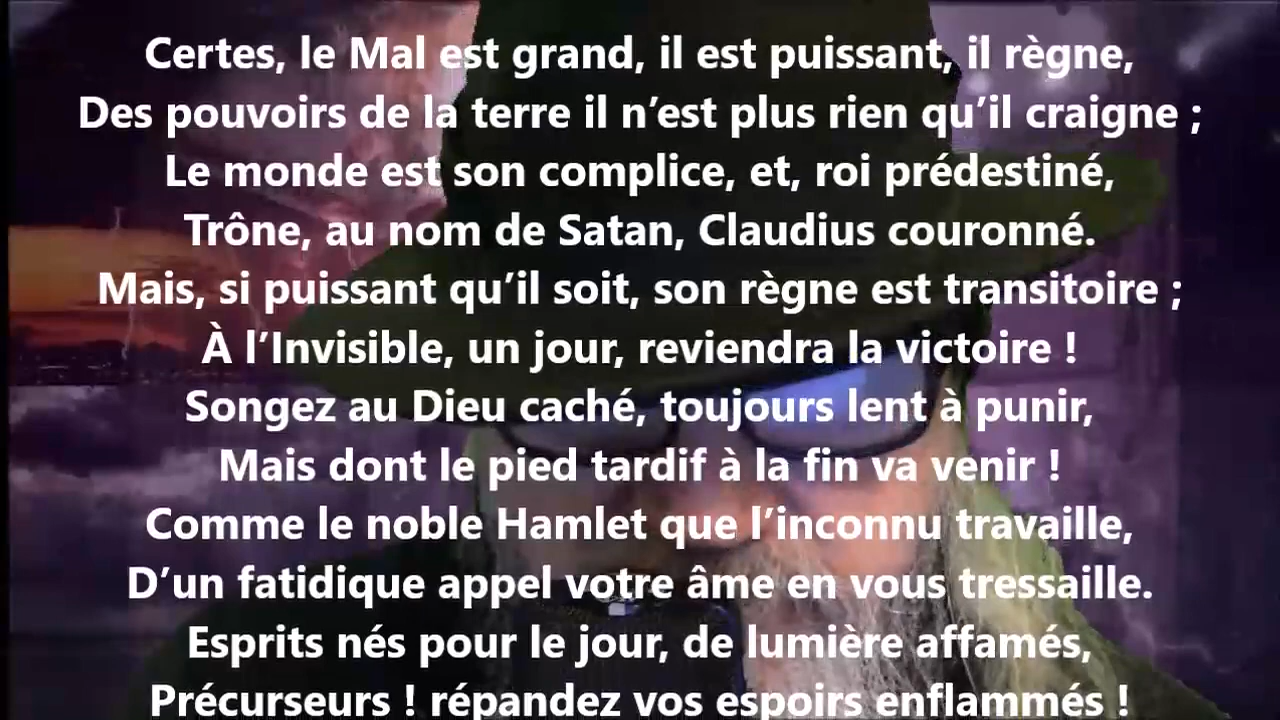 Certes, le Mal est grand, il est puissant, il règne,
Des pouvoirs de la terre il n’est plus rien qu’il craigne ;
Le monde est son complice, et, roi prédestiné,
Trône, au nom de Satan, Claudius couronné.
Mais, si puissant qu’il soit, son règne est transitoire ;
À l’Invisible, un jour, reviendra la victoire !
Songez au Dieu caché, toujours lent à punir,
Mais dont le pied tardif à la fin va venir !
Comme le noble Hamlet que l’inconnu travaille,
D’un fatidique appel votre âme en vous tressaille.
Esprits nés pour le jour, de lumière affamés,
Précurseurs ! répandez vos espoirs enflammés !